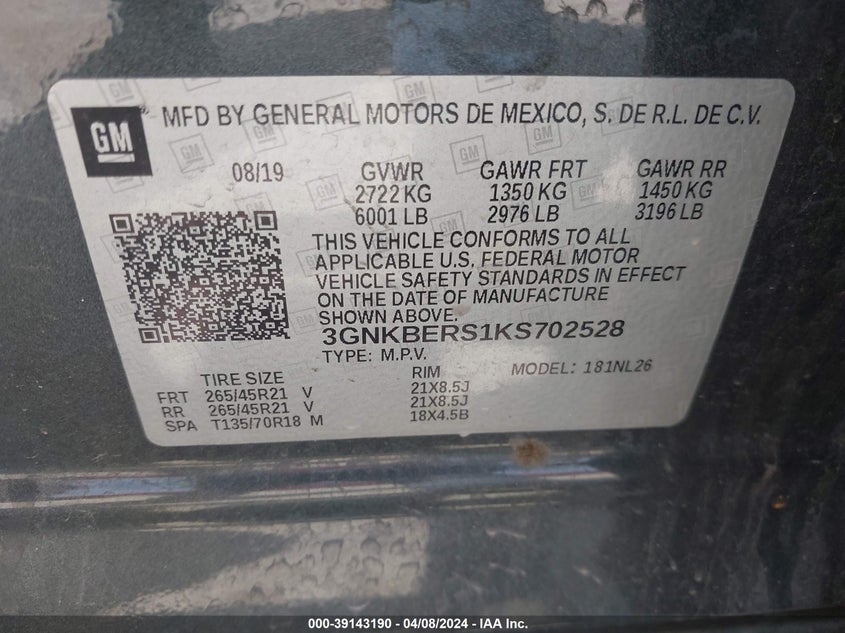 GM
MFD BY GENERAL MOTORS DE MEXICO, S. DE R.L. DE C.V.
08/19 GVWR GAWR FRT GAWR RR
2722 KG 1350 KG 1450 KG
6001 LB 2976 LB 3196 LB
THIS VEHICLE CONFORMS TO ALL
APPLICABLE U.S. FEDERAL MOTOR
VEHICLE SAFETY STANDARDS IN EFFECT
ON THE DATE OF MANUFACTURE
SHOWN ABOVE.
3GNKBERS1KS702528
TYPE: M.P.V. MODEL: 181NL26
TIRE SIZE RIM
FRT 265/45R21 V 21X8.5J
RR 265/45R21 V 21X8.5J
SPA T135/70R18 M 18X4.5B
000-39143190 - 04/08/2024 - IAA Inc.